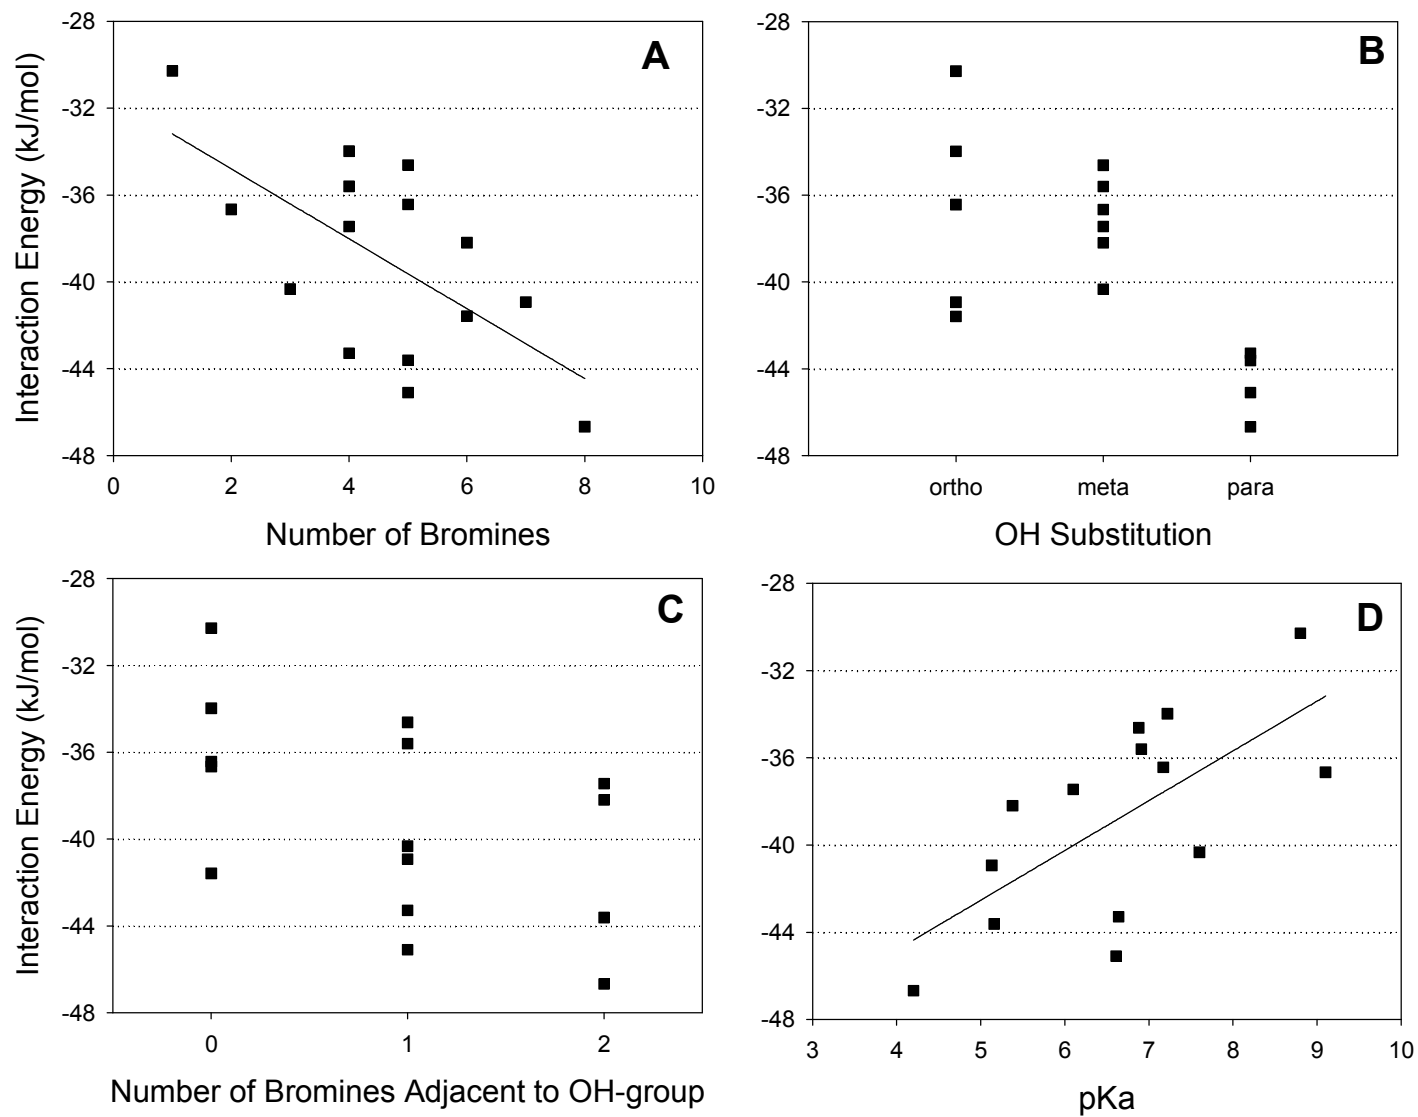 A
Interaction Energy (kJ/mol)
-28
-32
-36
-40
-44
-48
0 2 4 6 8 10
Number of Bromines
B
-28
-32
-36
-40
-44
-48
ortho meta para
OH Substitution
C
Interaction Energy (kJ/mol)
-28
-32
-36
-40
-44
-48
0 1 2
Number of Bromines Adjacent to OH-group
D
-28
-32
-36
-40
-44
-48
3 4 5 6 7 8 9 10
pKa